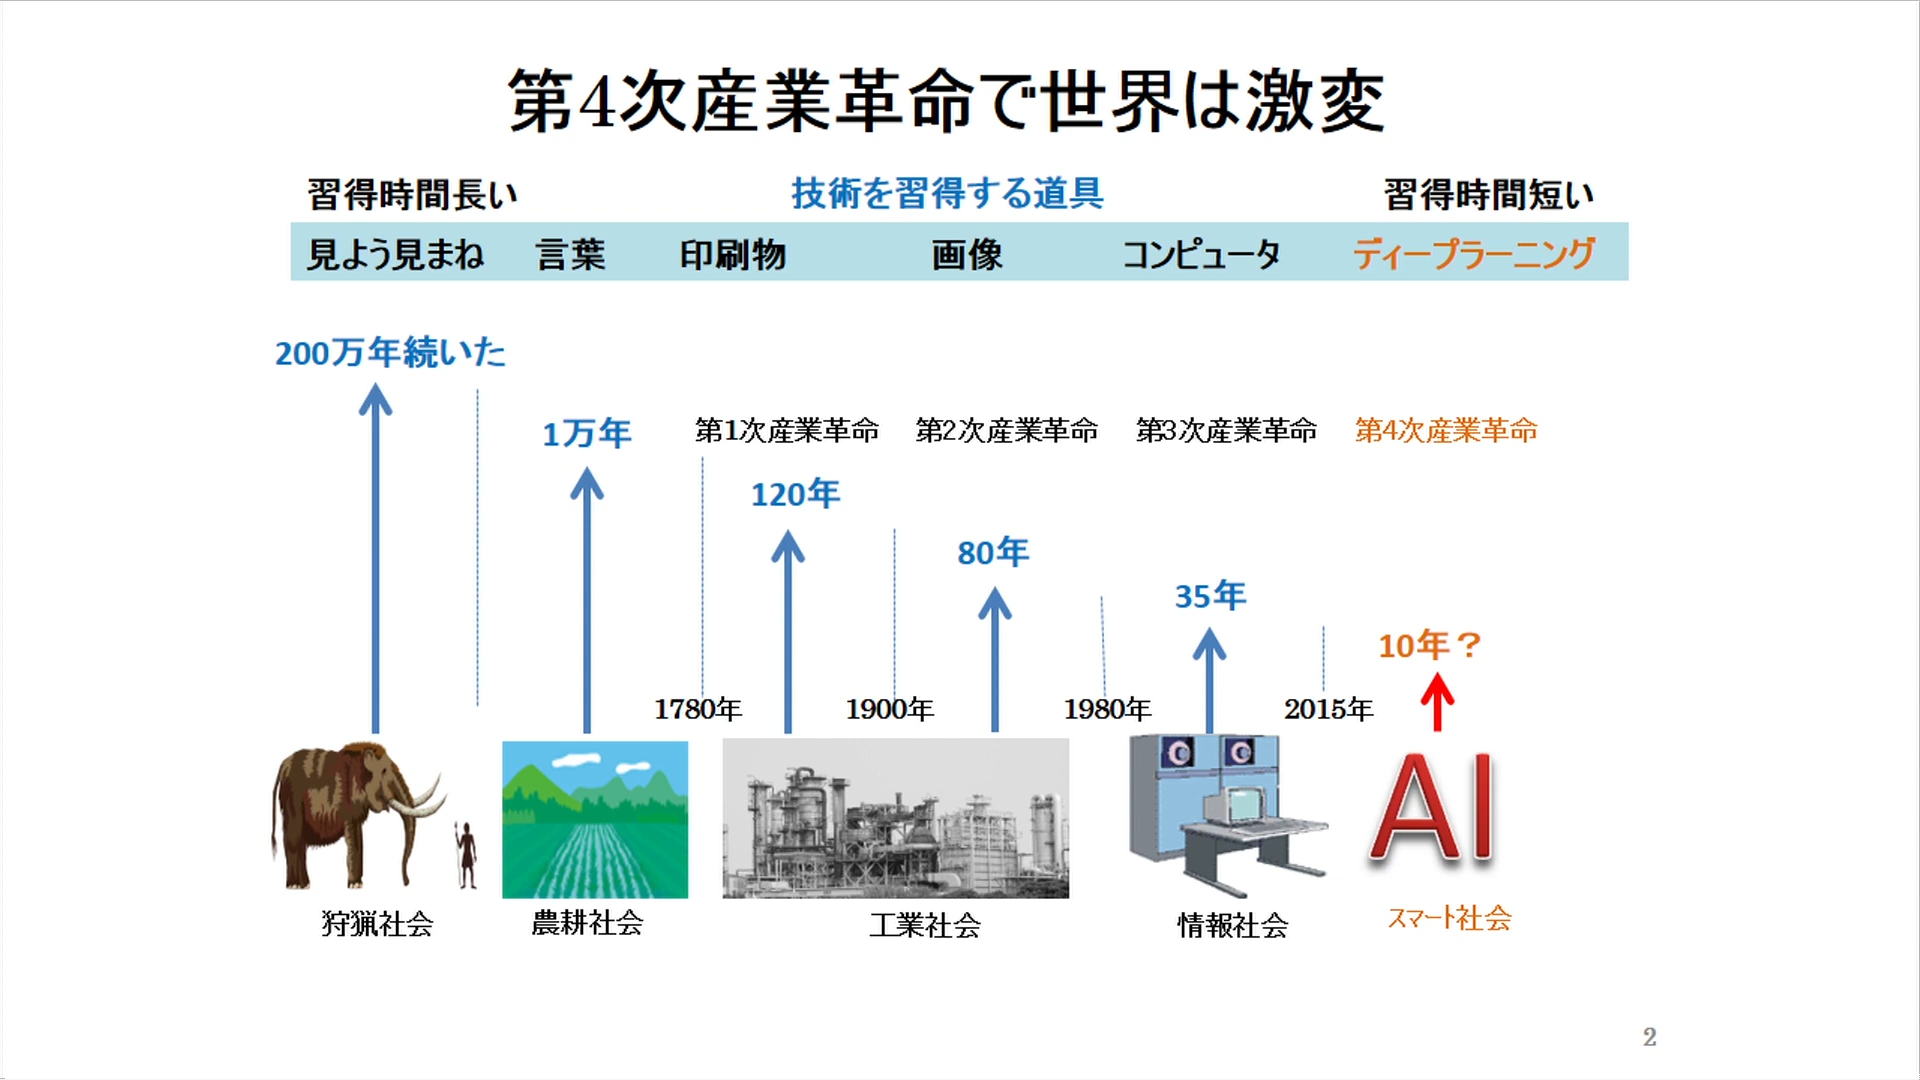 第4次産業革命で世界は激変
習得時間長い 技術を習得する道具 習得時間短い
見よう見まね 言葉 印刷物 画像 コンピュータ ディープラーニング
200万年続いた
1万年 第1次産業革命 第2次産業革命 第3次産業革命 第4次産業革命
120年
80年
35年
10年？
1780年 1900年 1980年 2015年
AI
狩猟社会 農耕社会 工業社会 情報社会 スマート社会
2